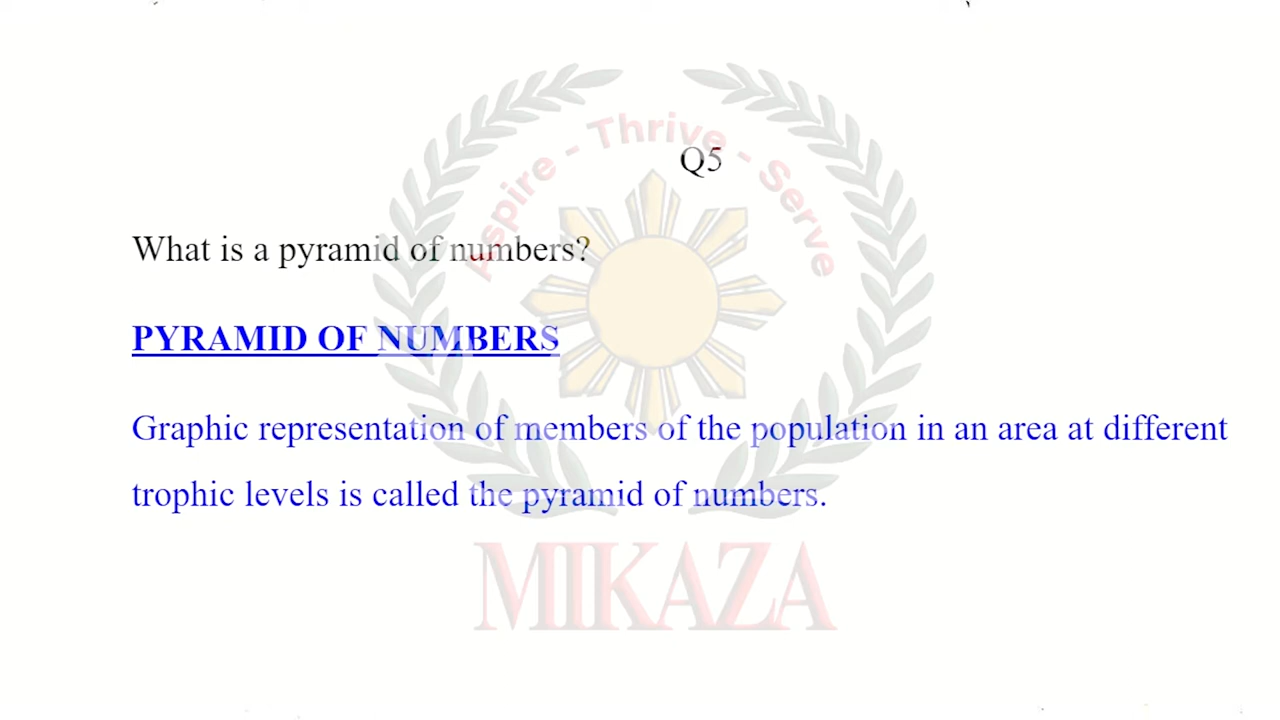 Aspire - Thrive - Serve
Q5
What is a pyramid of numbers?
PYRAMID OF NUMBERS
Graphic representation of members of the population in an area at different
trophic levels is called the pyramid of numbers.
MIKAZA